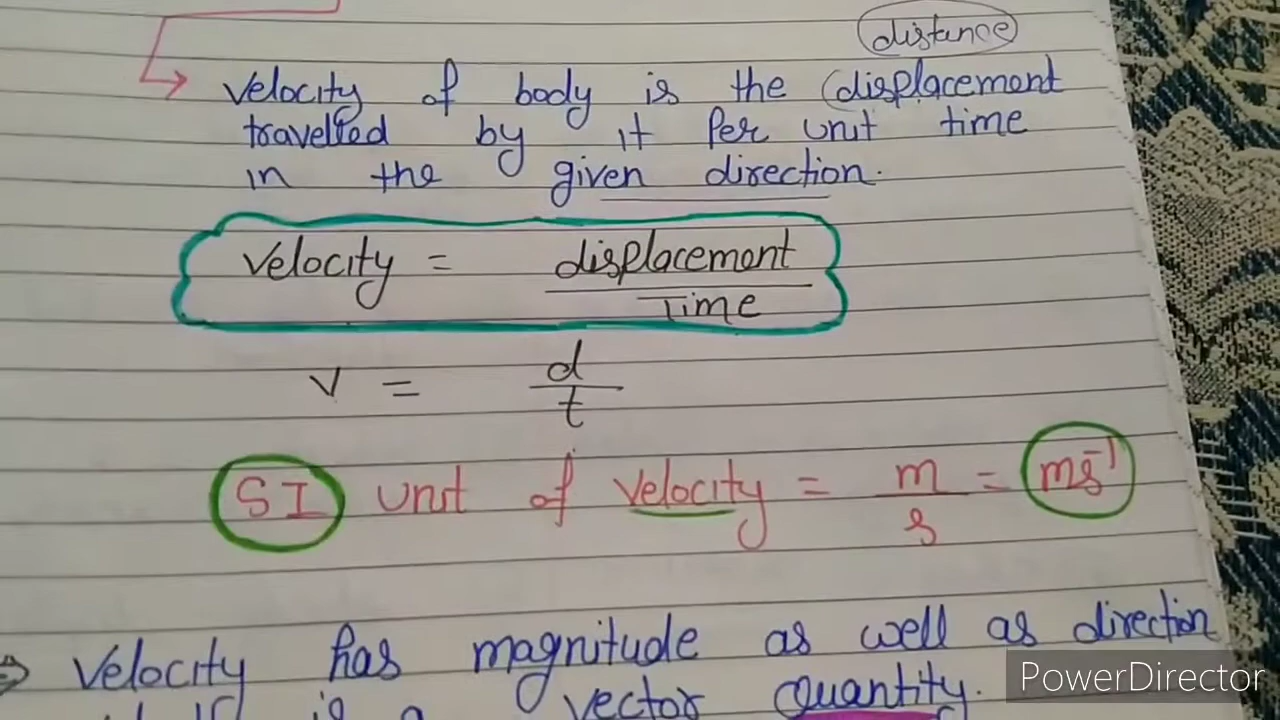 distance
Velocity of body is the (displacement
travelled by it Per unit time
in the given direction.
Velocity = displacement
Time
v = d
t
SI unit of velocity = m = ms⁻¹
s
⇒ Velocity has magnitude as well as direction
is a vector quantity.
PowerDirector